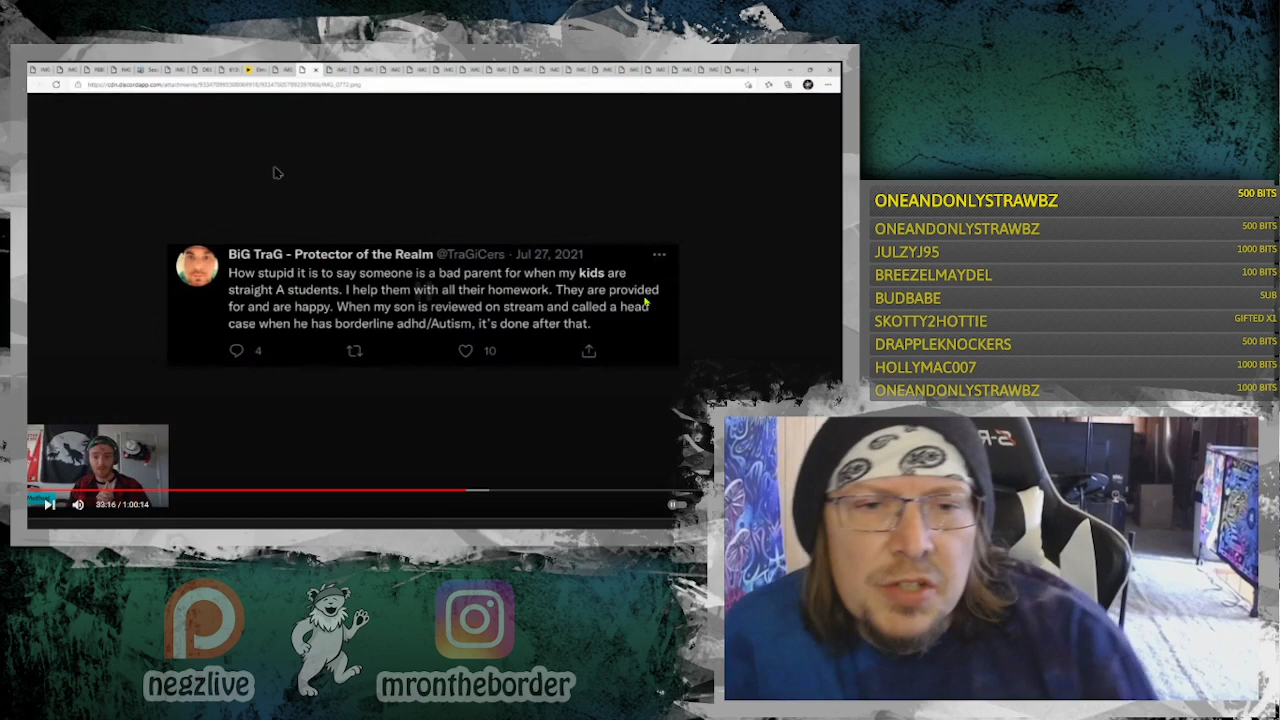 https://cdn.discordapp.com/attachments/
BiG TraG - Protector of the Realm @TraGiCers · Jul 27, 2021
How stupid it is to say someone is a bad parent for when my kids are
straight A students. I help them with all their homework. They are provided
for and are happy. When my son is reviewed on stream and called a head
case when he has borderline adhd/Autism, it's done after that.
4
10
33:16 / 1:00:14
ONEANDONLYSTRAWBZ 500 BITS
ONEANDONLYSTRAWBZ 500 BITS
JULZYJ95 1000 BITS
BREEZELMAYDEL 100 BITS
BUDBABE SUB
SKOTTY2HOTTIE GIFTED X1
DRAPPLEKNOCKERS 500 BITS
HOLLYMAC007 1000 BITS
ONEANDONLYSTRAWBZ 1000 BITS
negzlive
mrontheborder